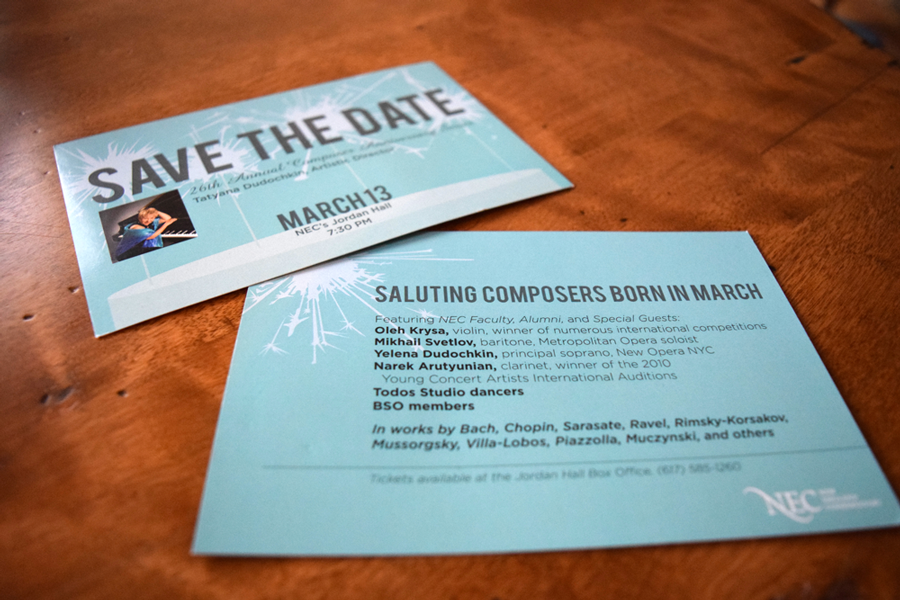 SAVE THE DATE
26th Annual Composer Anniversary
Tatyana Dudochkin, Artistic Director
MARCH 13
NEC's Jordan Hall
7:30 PM
SALUTING COMPOSERS BORN IN MARCH
Featuring NEC Faculty, Alumni, and Special Guests:
Oleh Krysa, violin, winner of numerous international competitions
Mikhail Svetlov, baritone, Metropolitan Opera soloist
Yelena Dudochkin, principal soprano, New Opera NYC
Narek Arutyunian, clarinet, winner of the 2010
Young Concert Artists International Auditions
Todos Studio dancers
BSO members
In works by Bach, Chopin, Sarasate, Ravel, Rimsky-Korsakov,
Mussorgsky, Villa-Lobos, Piazzolla, Muczynski, and others
Tickets available at the Jordan Hall Box Office. (617) 585-1260
NEC